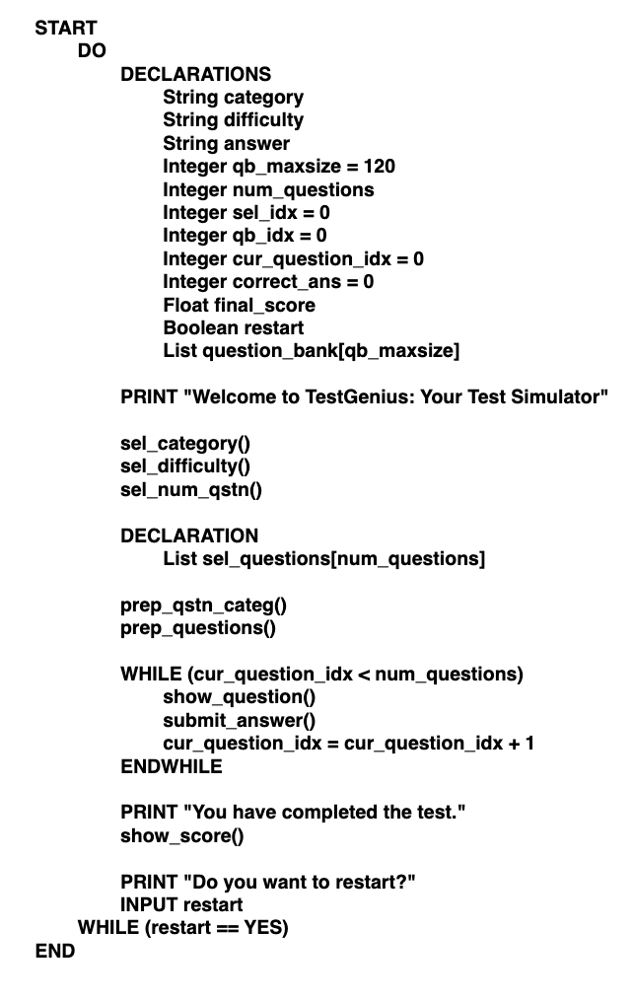 START
DO
DECLARATIONS
String category
String difficulty
String answer
Integer qb_maxsize = 120
Integer num_questions
Integer sel_idx = 0
Integer qb_idx = 0
Integer cur_question_idx = 0
Integer correct_ans = 0
Float final_score
Boolean restart
List question_bank[qb_maxsize]
PRINT "Welcome to TestGenius: Your Test Simulator"
sel_category()
sel_difficulty()
sel_num_qstn()
DECLARATION
List sel_questions[num_questions]
prep_qstn_categ()
prep_questions()
WHILE (cur_question_idx < num_questions)
show_question()
submit_answer()
cur_question_idx = cur_question_idx + 1
ENDWHILE
PRINT "You have completed the test."
show_score()
PRINT "Do you want to restart?"
INPUT restart
WHILE (restart == YES)
END